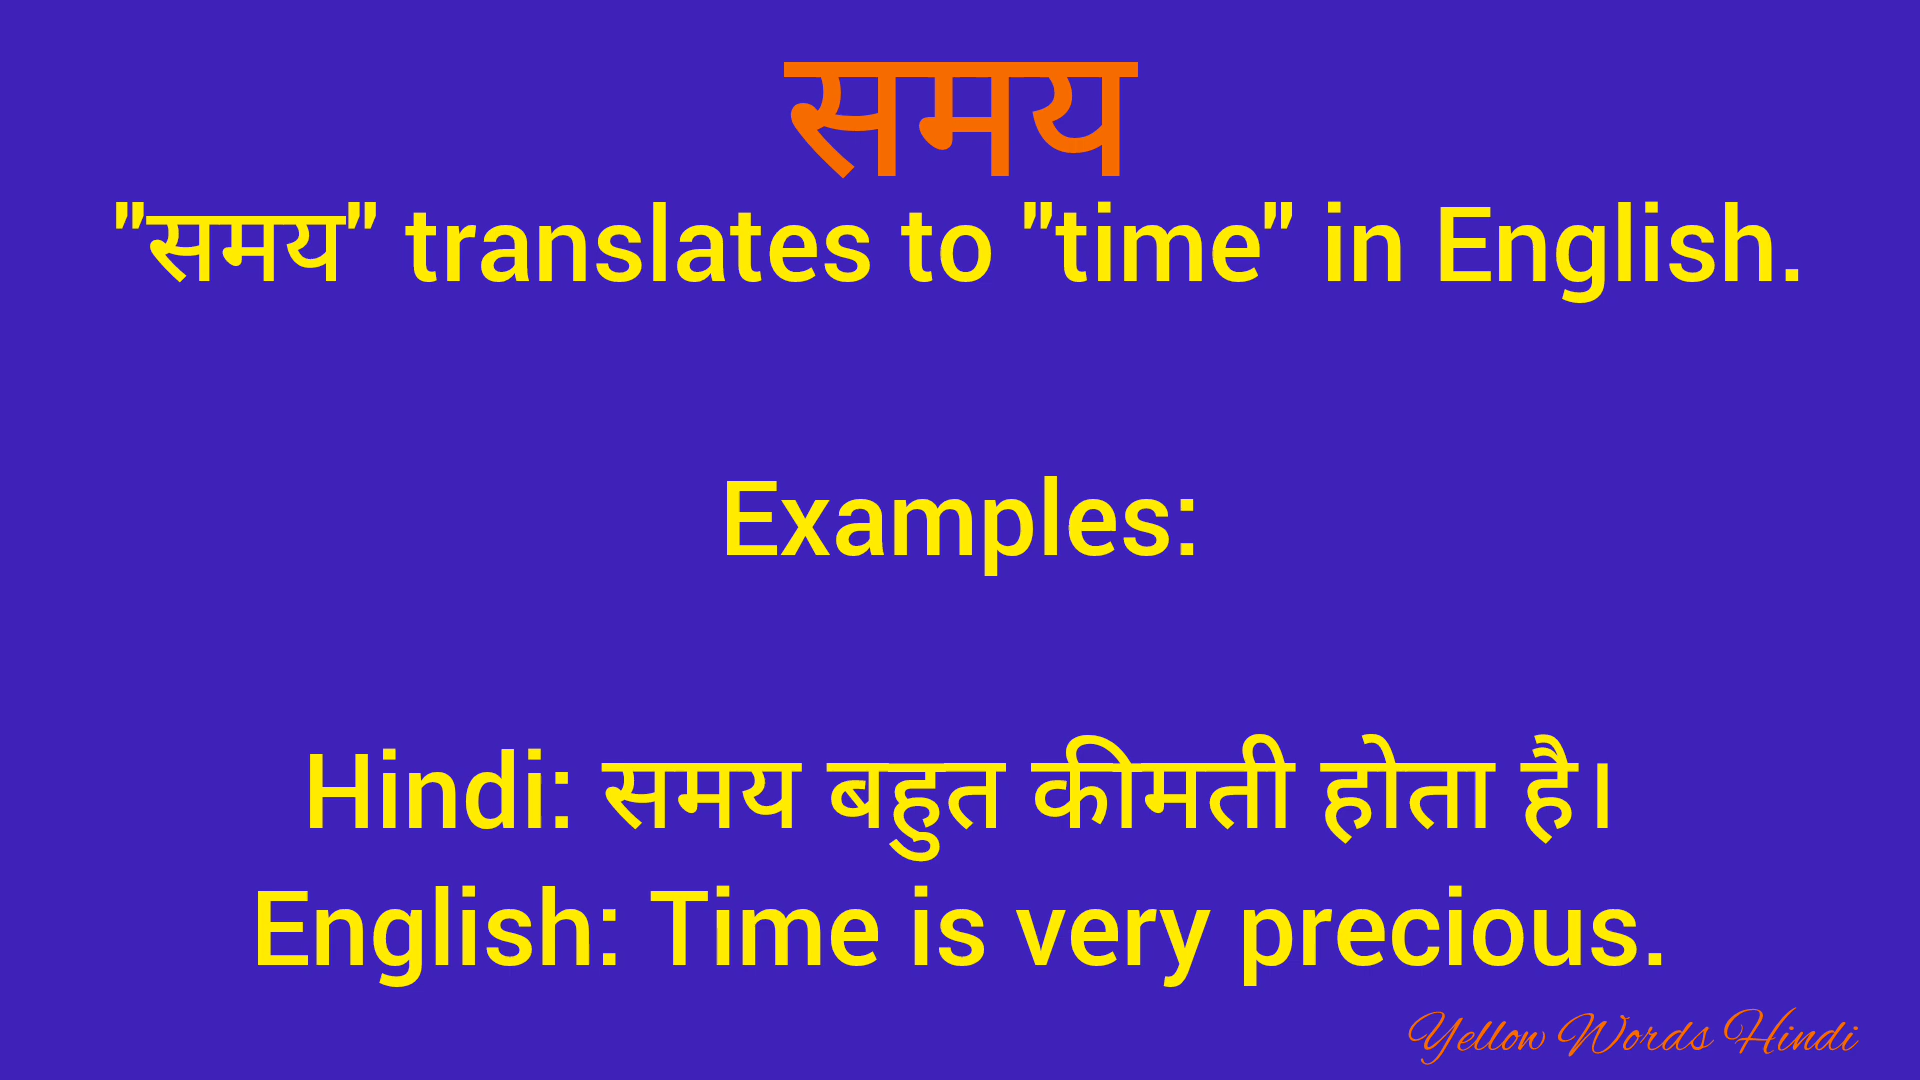 समय
"समय" translates to "time" in English.
Examples:
Hindi: समय बहुत कीमती होता है।
English: Time is very precious.
Yellow Words Hindi